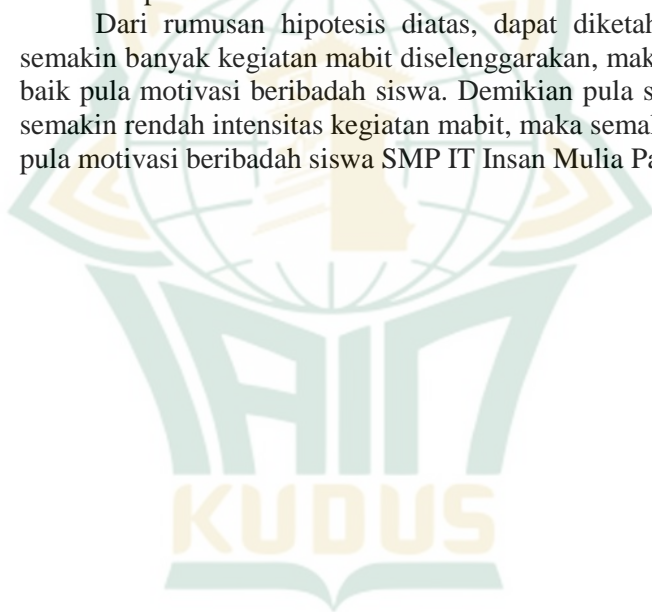 Dari rumusan hipotesis diatas, dapat diketah
semakin banyak kegiatan mabit diselenggarakan, mak
baik pula motivasi beribadah siswa. Demikian pula s
semakin rendah intensitas kegiatan mabit, maka semal
pula motivasi beribadah siswa SMP IT Insan Mulia Pa
IAIN
KUDUS